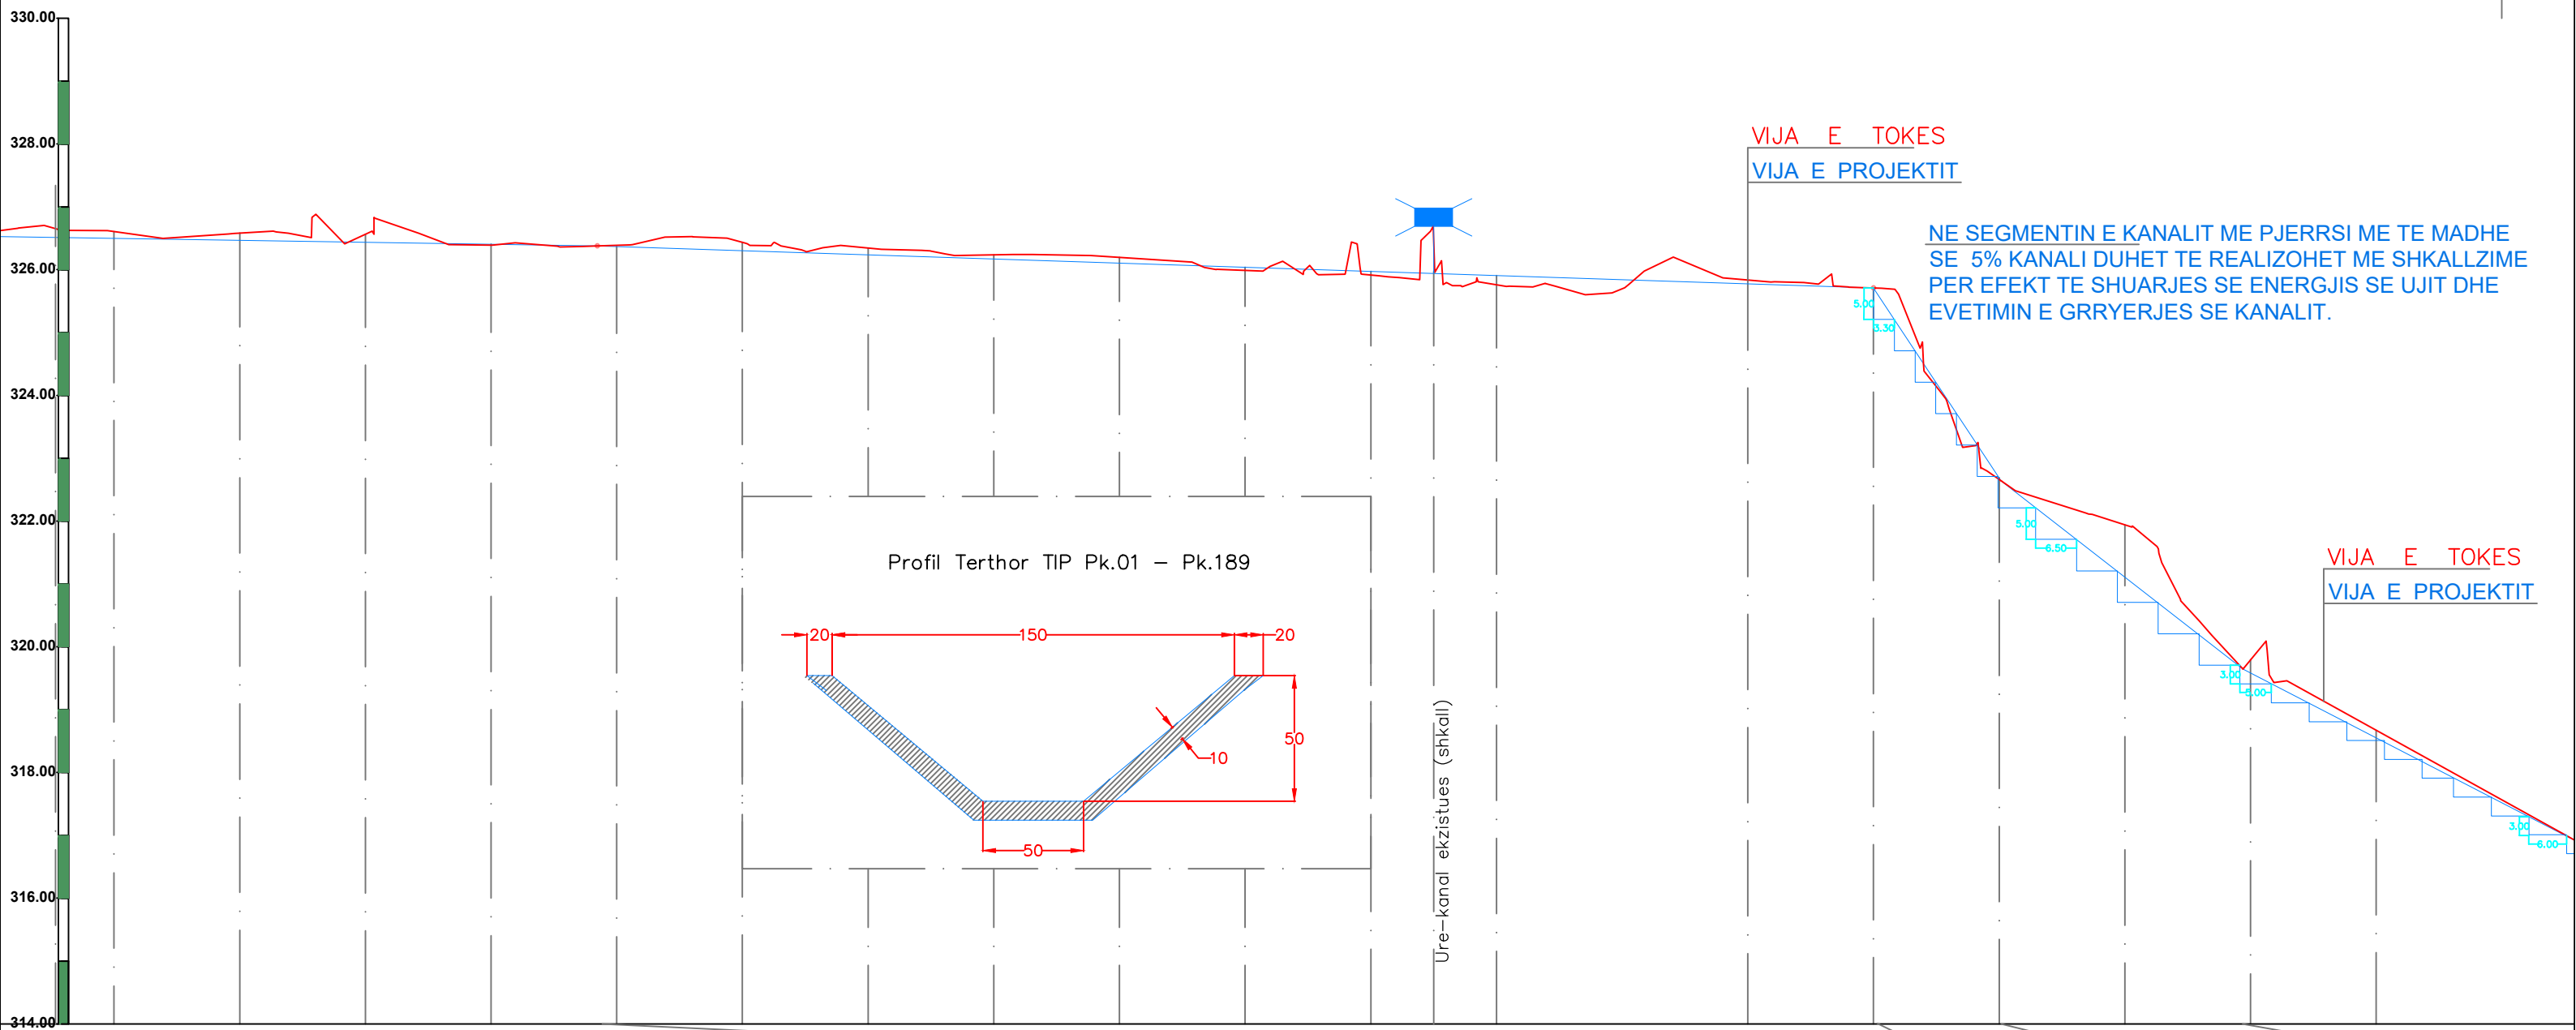 330.00
328.00
326.00
324.00
322.00
320.00
318.00
316.00
314.00
VIJA E TOKES
VIJA E PROJEKTIT
NE SEGMENTIN E KANALIT ME PJERRSI ME TE MADHE
SE 5% KANALI DUHET TE REALIZOHET ME SHKALLZIME
PER EFEKT TE SHUARJES SE ENERGJIS SE UJIT DHE
EVETIMIN E GRRYERJES SE KANALIT.
5.00
3.30
5.00
6.50
Profil Terthor TIP Pk.01 - Pk.189
20
150
20
50
10
50
Ure-kanal ekzistues (shkall)
VIJA E TOKES
VIJA E PROJEKTIT
3.00
6.00
3.00
6.00